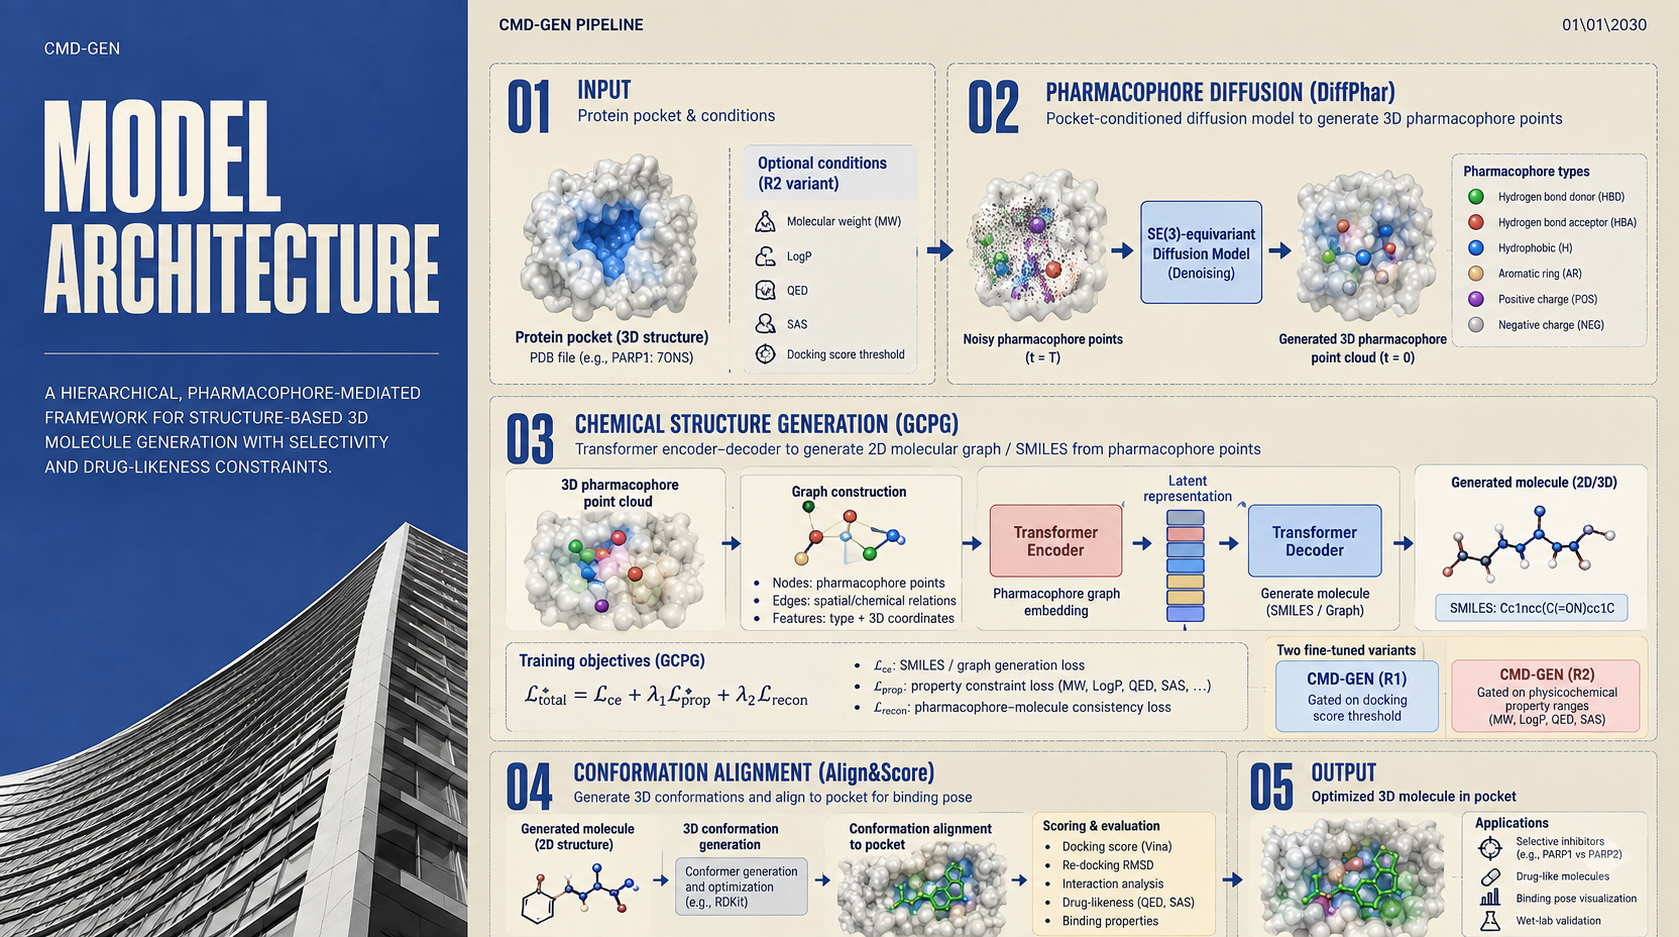 CMD-GEN
MODEL
ARCHITECTURE
A HIERARCHICAL, PHARMACOPHORE-MEDIATED
FRAMEWORK FOR STRUCTURE-BASED 3D
MOLECULE GENERATION WITH SELECTIVITY
AND DRUG-LIKENESS CONSTRAINTS.
CMD-GEN PIPELINE
01\01\2030
01
INPUT
Protein pocket & conditions
Protein pocket (3D structure)
PDB file (e.g., PARP1: 7ONS)
Optional conditions
(R2 variant)
Molecular weight (MW)
LogP
QED
SAS
Docking score threshold
02
PHARMACOPHORE DIFFUSION (DiffPhar)
Pocket-conditioned diffusion model to generate 3D pharmacophore points
Noisy pharmacophore points
(t = T)
SE(3)-equivariant
Diffusion Model
(Denoising)
Generated 3D pharmacophore
point cloud (t = 0)
Pharmacophore types
Hydrogen bond donor (HBD)
Hydrogen bond acceptor (HBA)
Hydrophobic (H)
Aromatic ring (AR)
Positive charge (POS)
Negative charge (NEG)
03
CHEMICAL STRUCTURE GENERATION (GCPG)
Transformer encoder–decoder to generate 2D molecular graph / SMILES from pharmacophore points
3D pharmacophore
point cloud
Graph construction
• Nodes: pharmacophore points
• Edges: spatial/chemical relations
• Features: type + 3D coordinates
Transformer
Encoder
Pharmacophore graph
embedding
Latent
representation
Transformer
Decoder
Generate molecule
(SMILES / Graph)
Generated molecule (2D/3D)
SMILES: Cc1ncc(C(=ON)cc1C
Training objectives (GCPG)
ℒ*total = ℒce + λ1ℒ*prop + λ2ℒrecon
• ℒce: SMILES / graph generation loss
• ℒprop: property constraint loss (MW, LogP, QED, SAS, …)
• ℒrecon: pharmacophore–molecule consistency loss
Two fine-tuned variants
CMD-GEN (R1)
Gated on docking
score threshold
CMD-GEN (R2)
Gated on physicochemical
property ranges
(MW, LogP, QED, SAS)
04
CONFORMATION ALIGNMENT (Align&Score)
Generate 3D conformations and align to pocket for binding pose
Generated molecule
(2D structure)
3D conformation
generation
Conformer generation
and optimization
(e.g., RDKit)
Conformation alignment
to pocket
Scoring & evaluation
• Docking score (Vina)
• Re-docking RMSD
• Interaction analysis
• Drug-likeness (QED, SAS)
• Binding properties
05
OUTPUT
Optimized 3D molecule in pocket
Applications
Selective inhibitors
(e.g., PARP1 vs PARP2)
Drug-like molecules
Binding pose visualization
Wet-lab validation